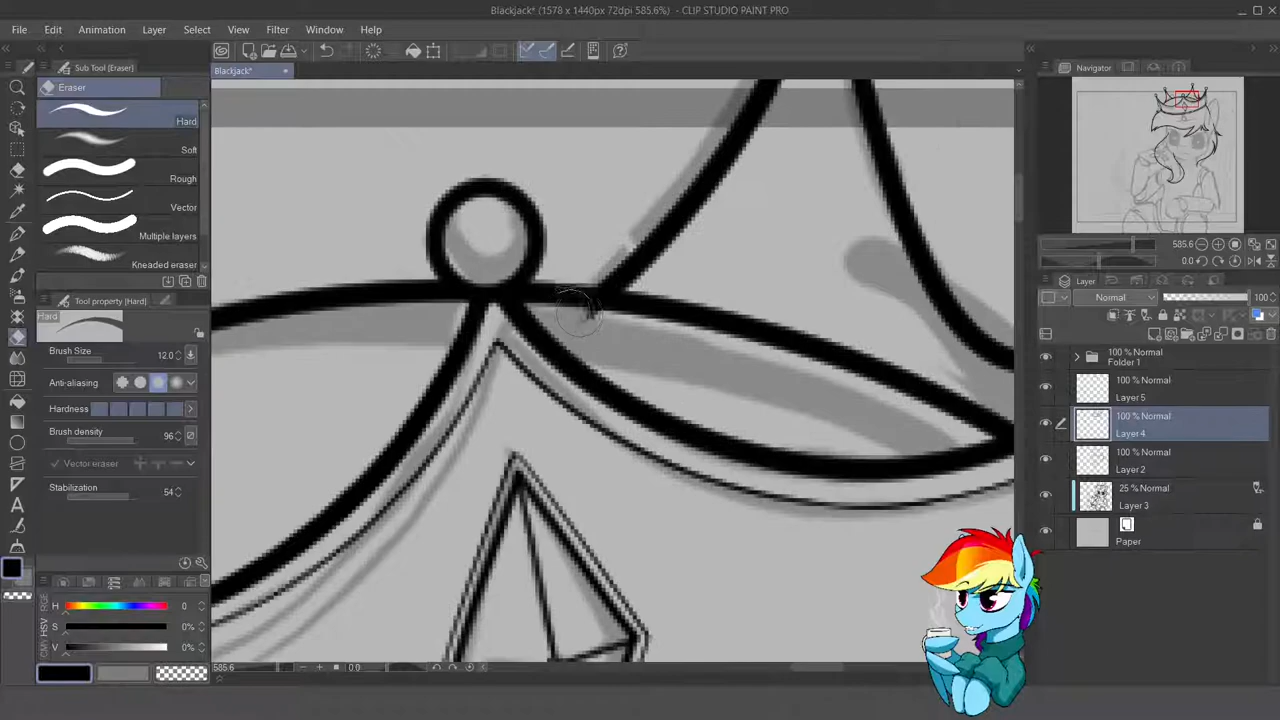 Blackjack* (1578 x 1440px 72dpi 585.6%) - CLIP STUDIO PAINT PRO
File Edit Animation Layer Select View Filter Window Help
Sub Tool [Eraser]
Blackjack*
Navigator
Eraser
Hard
Soft
Rough
Vector
Multiple layers
Kneaded eraser
Tool property [Hard]
Hard
Brush Size 12.0
Anti-aliasing
Hardness
Brush density 96
Vector eraser
Stabilization 54
H 0
S 0%
V 0%
RGB
HSV
585.6
0.0
585.6
0.0
Layer
Normal 100
100 % Normal
Folder 1
100 % Normal
Layer 5
100 % Normal
Layer 4
100 % Normal
Layer 2
25 % Normal
Layer 3
Paper